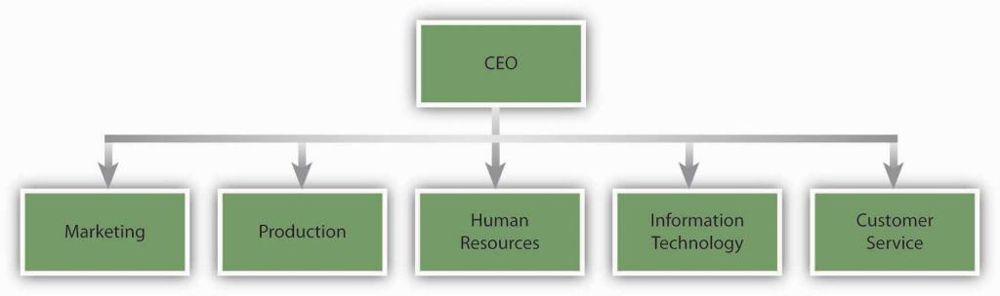 CEO
Marketing
Production
Human
Resources
Information
Technology
Customer
Service